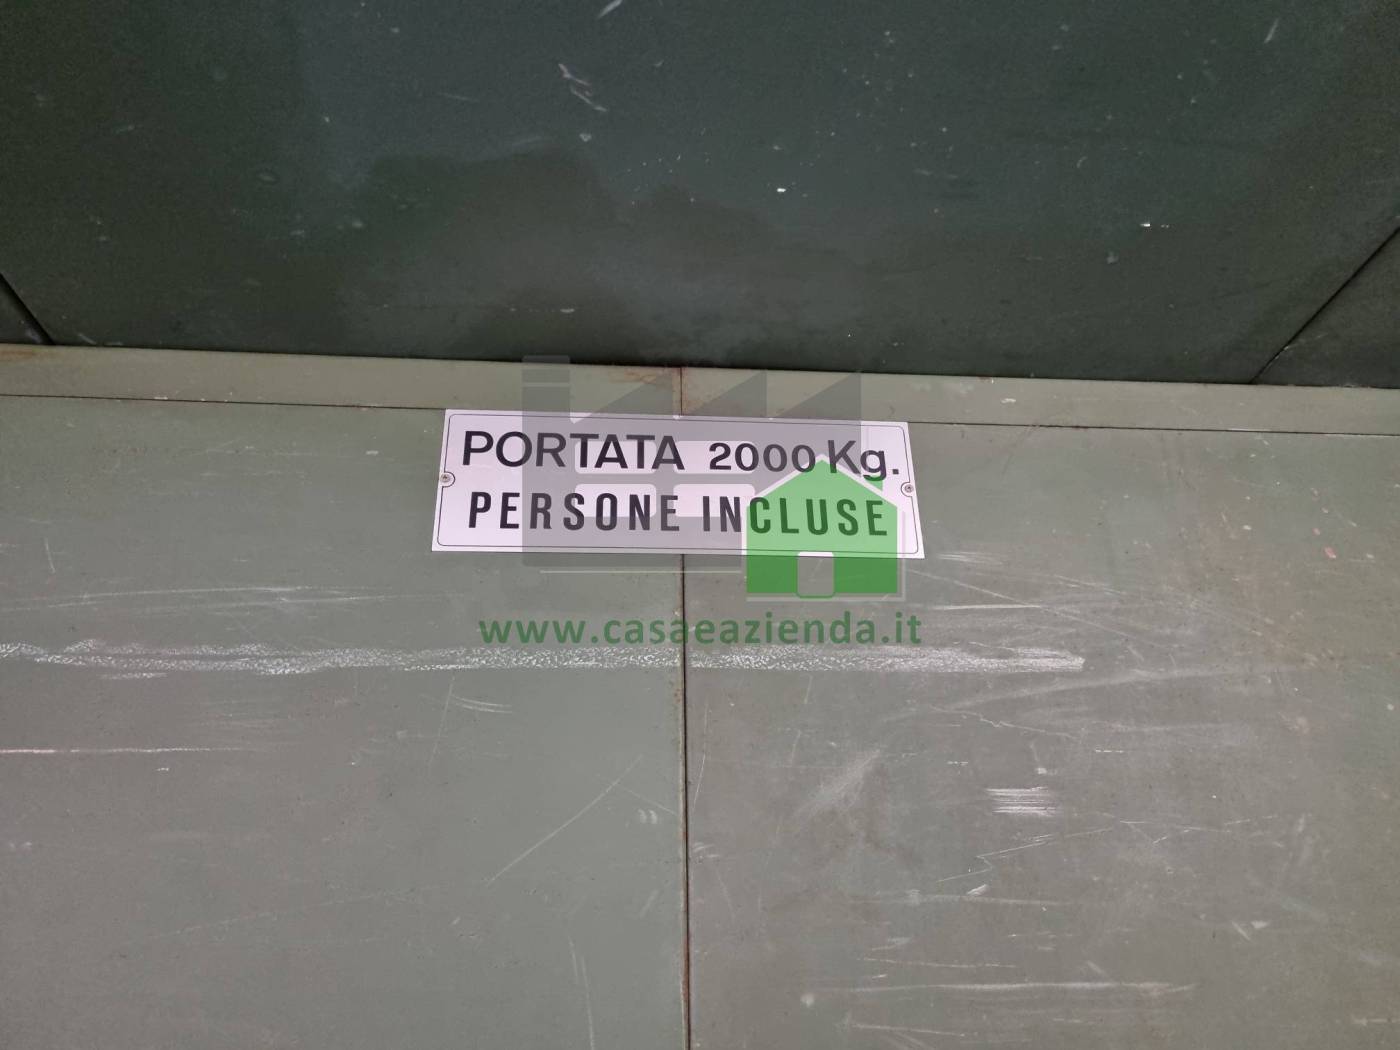 PORTATA 2000 Kg.
PERSONE INCLUSE
www.casaeazienda.it